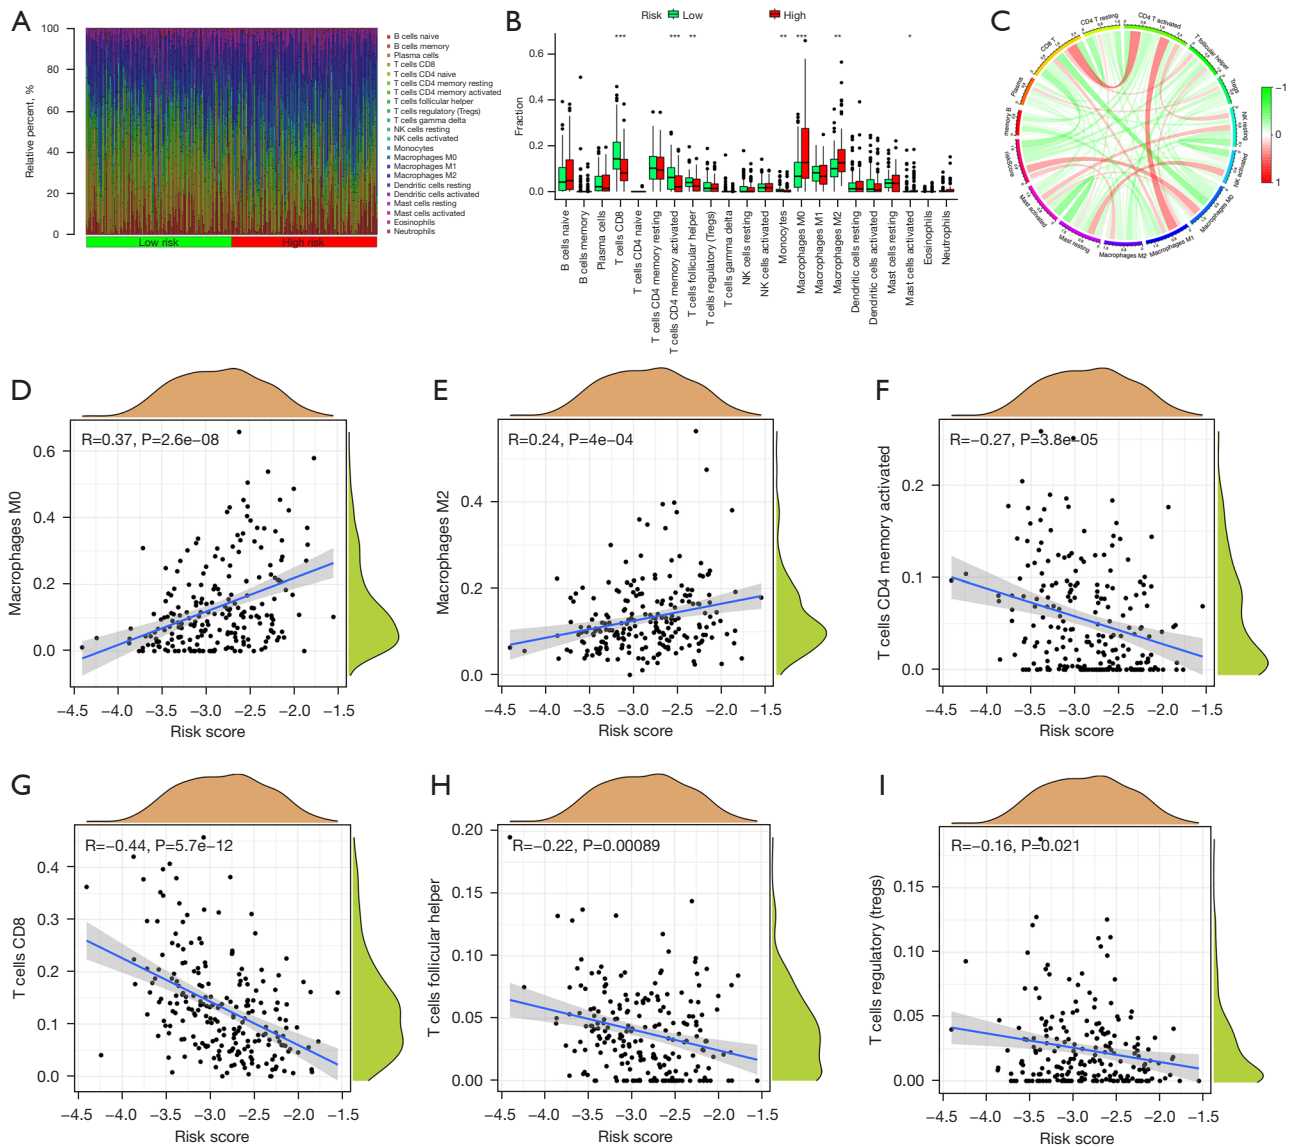 A
Relative percent, %
100
80
60
40
20
0
Low risk
High risk
B cells naive
B cells memory
Plasma cells
T cells CD8
T cells CD4 naive
T cells CD4 memory resting
T cells CD4 memory activated
T cells follicular helper
T cells regulatory (Tregs)
T cells gamma delta
NK cells resting
NK cells activated
Monocytes
Macrophages M0
Macrophages M1
Macrophages M2
Dendritic cells resting
Dendritic cells activated
Mast cells resting
Mast cells activated
Eosinophils
Neutrophils
B
Risk Low High
*** *** ** ** *** ** *
Fraction
0.6
0.4
0.2
0.0
B cells naive
B cells memory
Plasma cells
T cells CD8
T cells CD4 naive
T cells CD4 memory resting
T cells CD4 memory activated
T cells follicular helper
T cells regulatory (Tregs)
T cells gamma delta
NK cells resting
NK cells activated
Monocytes
Macrophages M0
Macrophages M1
Macrophages M2
Dendritic cells resting
Dendritic cells activated
Mast cells resting
Mast cells activated
Eosinophils
Neutrophils
C
CD4 T resting
CD4 T activated
T follicular helper
Tregs
NK resting
NK activated
Macrophages M0
Macrophages M1
Macrophages M2
Mast resting
Mast activated
riskScore
memory B
Plasma
CD8 T
−1
0
1
D
R=0.37, P=2.6e−08
Macrophages M0
0.6
0.4
0.2
0.0
−4.5 −4.0 −3.5 −3.0 −2.5 −2.0 −1.5
Risk score
E
R=0.24, P=4e−04
Macrophages M2
0.4
0.2
0.0
−4.5 −4.0 −3.5 −3.0 −2.5 −2.0 −1.5
Risk score
F
R=−0.27, P=3.8e−05
T cells CD4 memory activated
0.2
0.1
0.0
−4.5 −4.0 −3.5 −3.0 −2.5 −2.0 −1.5
Risk score
G
R=−0.44, P=5.7e−12
T cells CD8
0.4
0.3
0.2
0.1
0.0
−4.5 −4.0 −3.5 −3.0 −2.5 −2.0 −1.5
Risk score
H
R=−0.22, P=0.00089
T cells follicular helper
0.20
0.15
0.10
0.05
0.00
−4.5 −4.0 −3.5 −3.0 −2.5 −2.0 −1.5
Risk score
I
R=−0.16, P=0.021
T cells regulatory (tregs)
0.15
0.10
0.05
0.00
−4.5 −4.0 −3.5 −3.0 −2.5 −2.0 −1.5
Risk score